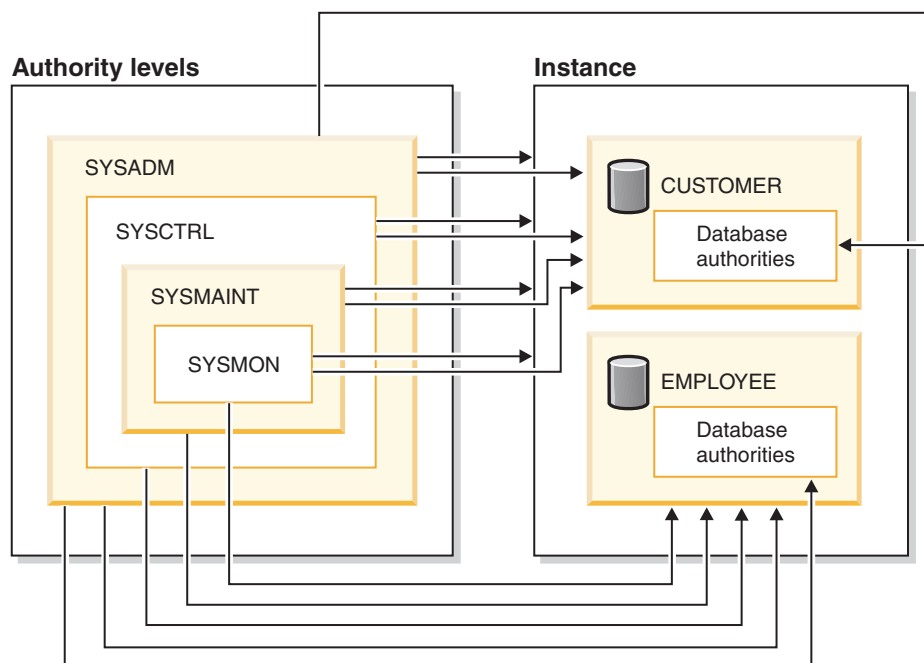 Authority levels
SYSADM
SYSCTRL
SYSMAINT
SYSMON
Instance
CUSTOMER
Database
authorities
EMPLOYEE
Database
authorities